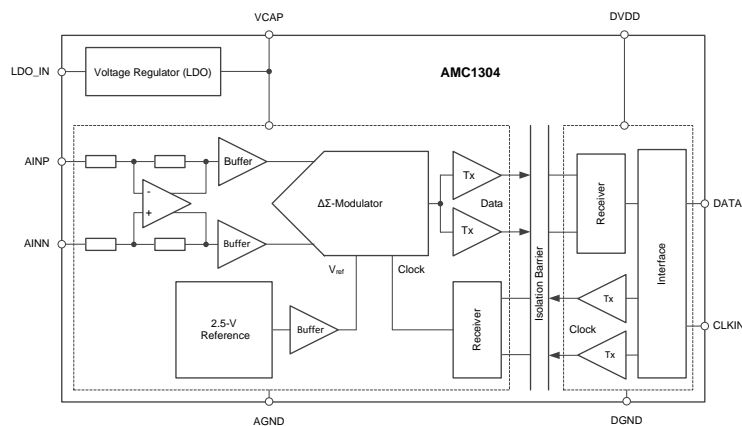 VCAP
DVDD
LDO_IN
Voltage Regulator (LDO)
AMC1304
AINP
Buffer
-
+
AINN
Buffer
ΔΣ-Modulator
Tx
Data
Tx
Isolation Barrier
Receiver
Interface
DATA
Vref
Clock
2.5-V
Reference
Buffer
Receiver
Tx
Clock
Tx
CLKIN
AGND
DGND